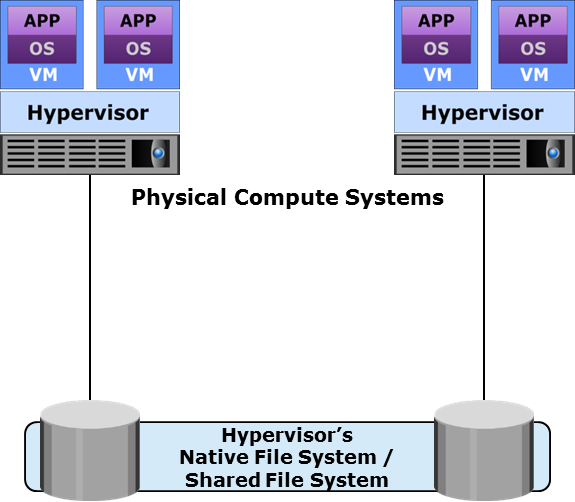 APP
APP
APP
APP
OS
OS
OS
OS
VM
VM
VM
VM
Hypervisor
Hypervisor
Physical Compute Systems
Hypervisor’s
Native File System /
Shared File System